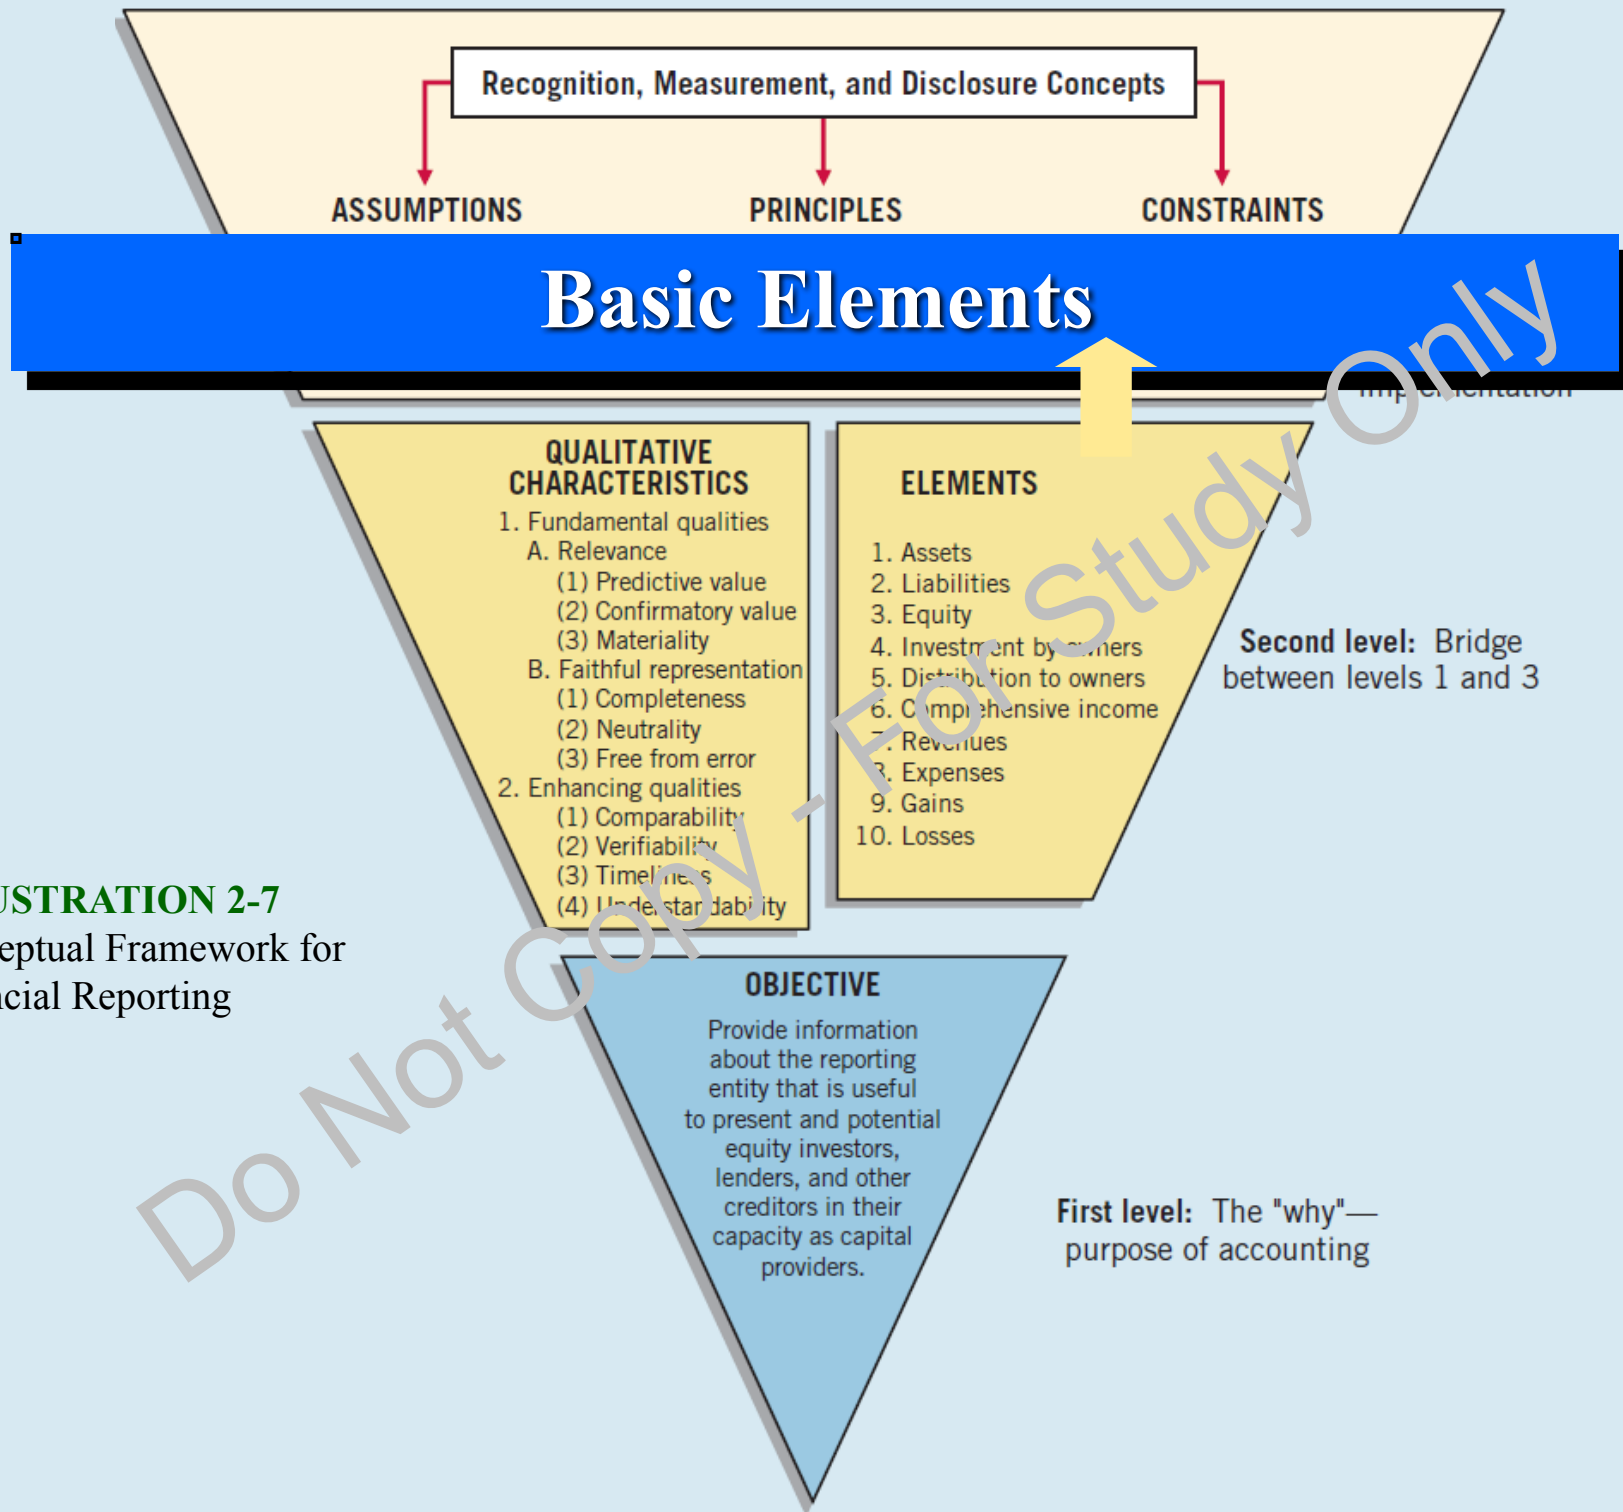 Recognition, Measurement, and Disclosure Concepts
ASSUMPTIONS
PRINCIPLES
CONSTRAINTS
Basic Elements
QUALITATIVE
CHARACTERISTICS
1. Fundamental qualities
A. Relevance
(1) Predictive value
(2) Confirmatory value
(3) Materiality
B. Faithful representation
(1) Completeness
(2) Neutrality
(3) Free from error
2. Enhancing qualities
(1) Comparability
(2) Verifiability
(3) Timeliness
(4) Understandability
ELEMENTS
1. Assets
2. Liabilities
3. Equity
4. Investment by owners
5. Distribution to owners
6. Comprehensive income
7. Revenues
8. Expenses
9. Gains
10. Losses
Second level: Bridge
between levels 1 and 3
USTRATION 2-7
eptual Framework for
ncial Reporting
OBJECTIVE
Provide information
about the reporting
entity that is useful
to present and potential
equity investors,
lenders, and other
creditors in their
capacity as capital
providers.
First level: The "why"—
purpose of accounting
Do Not Copy - For Study Only